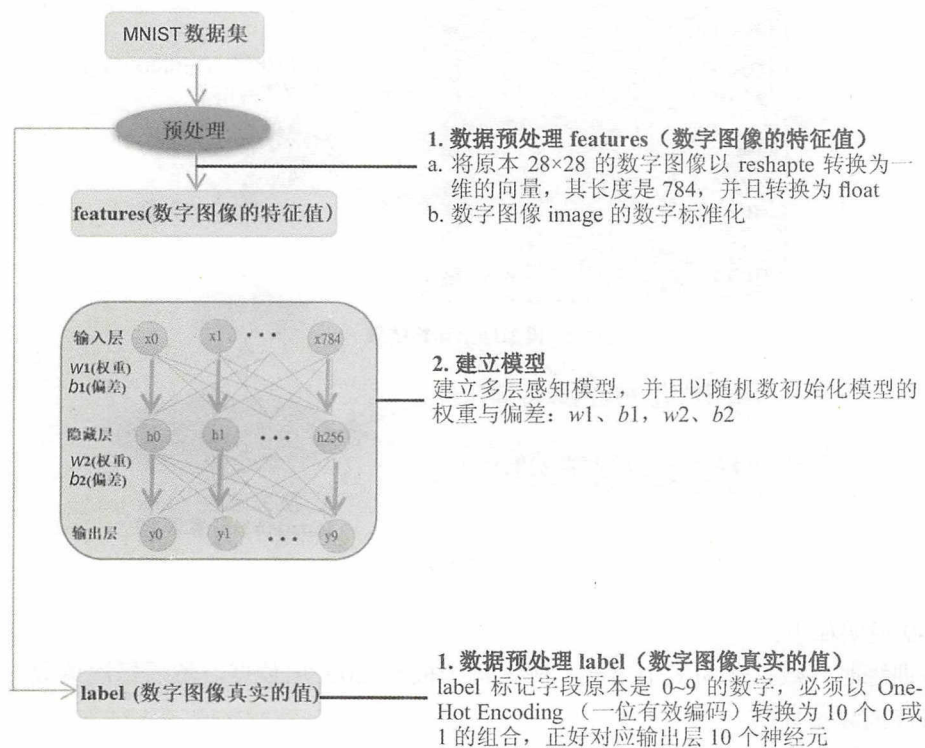 MNIST 数据集
预处理
features(数字图像的特征值)
1. 数据预处理 features（数字图像的特征值）
a. 将原本 28×28 的数字图像以 reshapte 转换为一
维的向量，其长度是 784，并且转换为 float
b. 数字图像 image 的数字标准化
输入层 x0 x1 ••• x784
w1(权重)
b1(偏差)
隐藏层 h0 h1 ••• h256
w2(权重)
b2(偏差)
输出层 y0 y1 ••• y9
2. 建立模型
建立多层感知模型，并且以随机数初始化模型的
权重与偏差：w1、b1，w2、b2
label (数字图像真实的值)
1. 数据预处理 label（数字图像真实的值）
label 标记字段原本是 0~9 的数字，必须以 One-
Hot Encoding （一位有效编码）转换为 10 个 0 或
1 的组合，正好对应输出层 10 个神经元